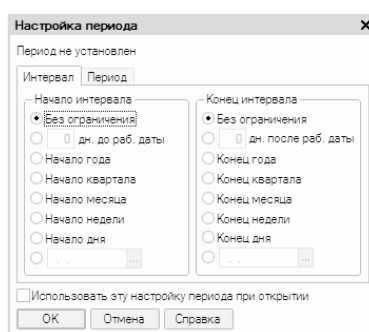 Настройка периода
Период не установлен
Интервал Период
Начало интервала Конец интервала
Без ограничения Без ограничения
0 дн. до раб. даты 0 дн. после раб. даты
Начало года Конец года
Начало квартала Конец квартала
Начало месяца Конец месяца
Начало недели Конец недели
Начало дня Конец дня
. . ... . . ...
Использовать эту настройку периода при открытии
OK Отмена Справка